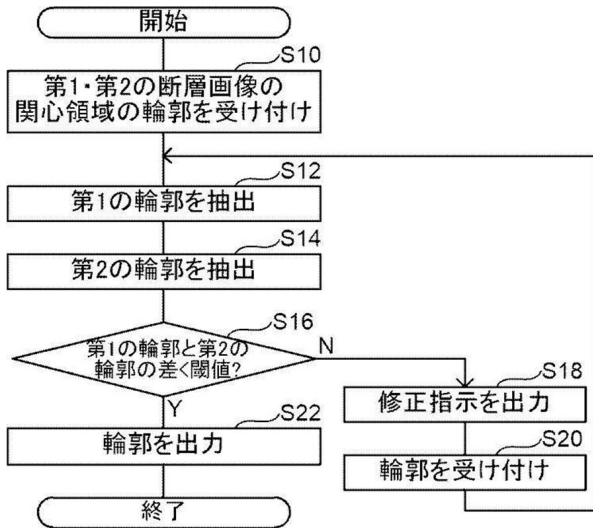 開始
S10
第1・第2の断層画像の
関心領域の輪郭を受け付け
S12
第1の輪郭を抽出
S14
第2の輪郭を抽出
S16
第1の輪郭と第2の
輪郭の差<閾値?
N
Y
S18
修正指示を出力
S20
輪郭を受け付け
S22
輪郭を出力
終了